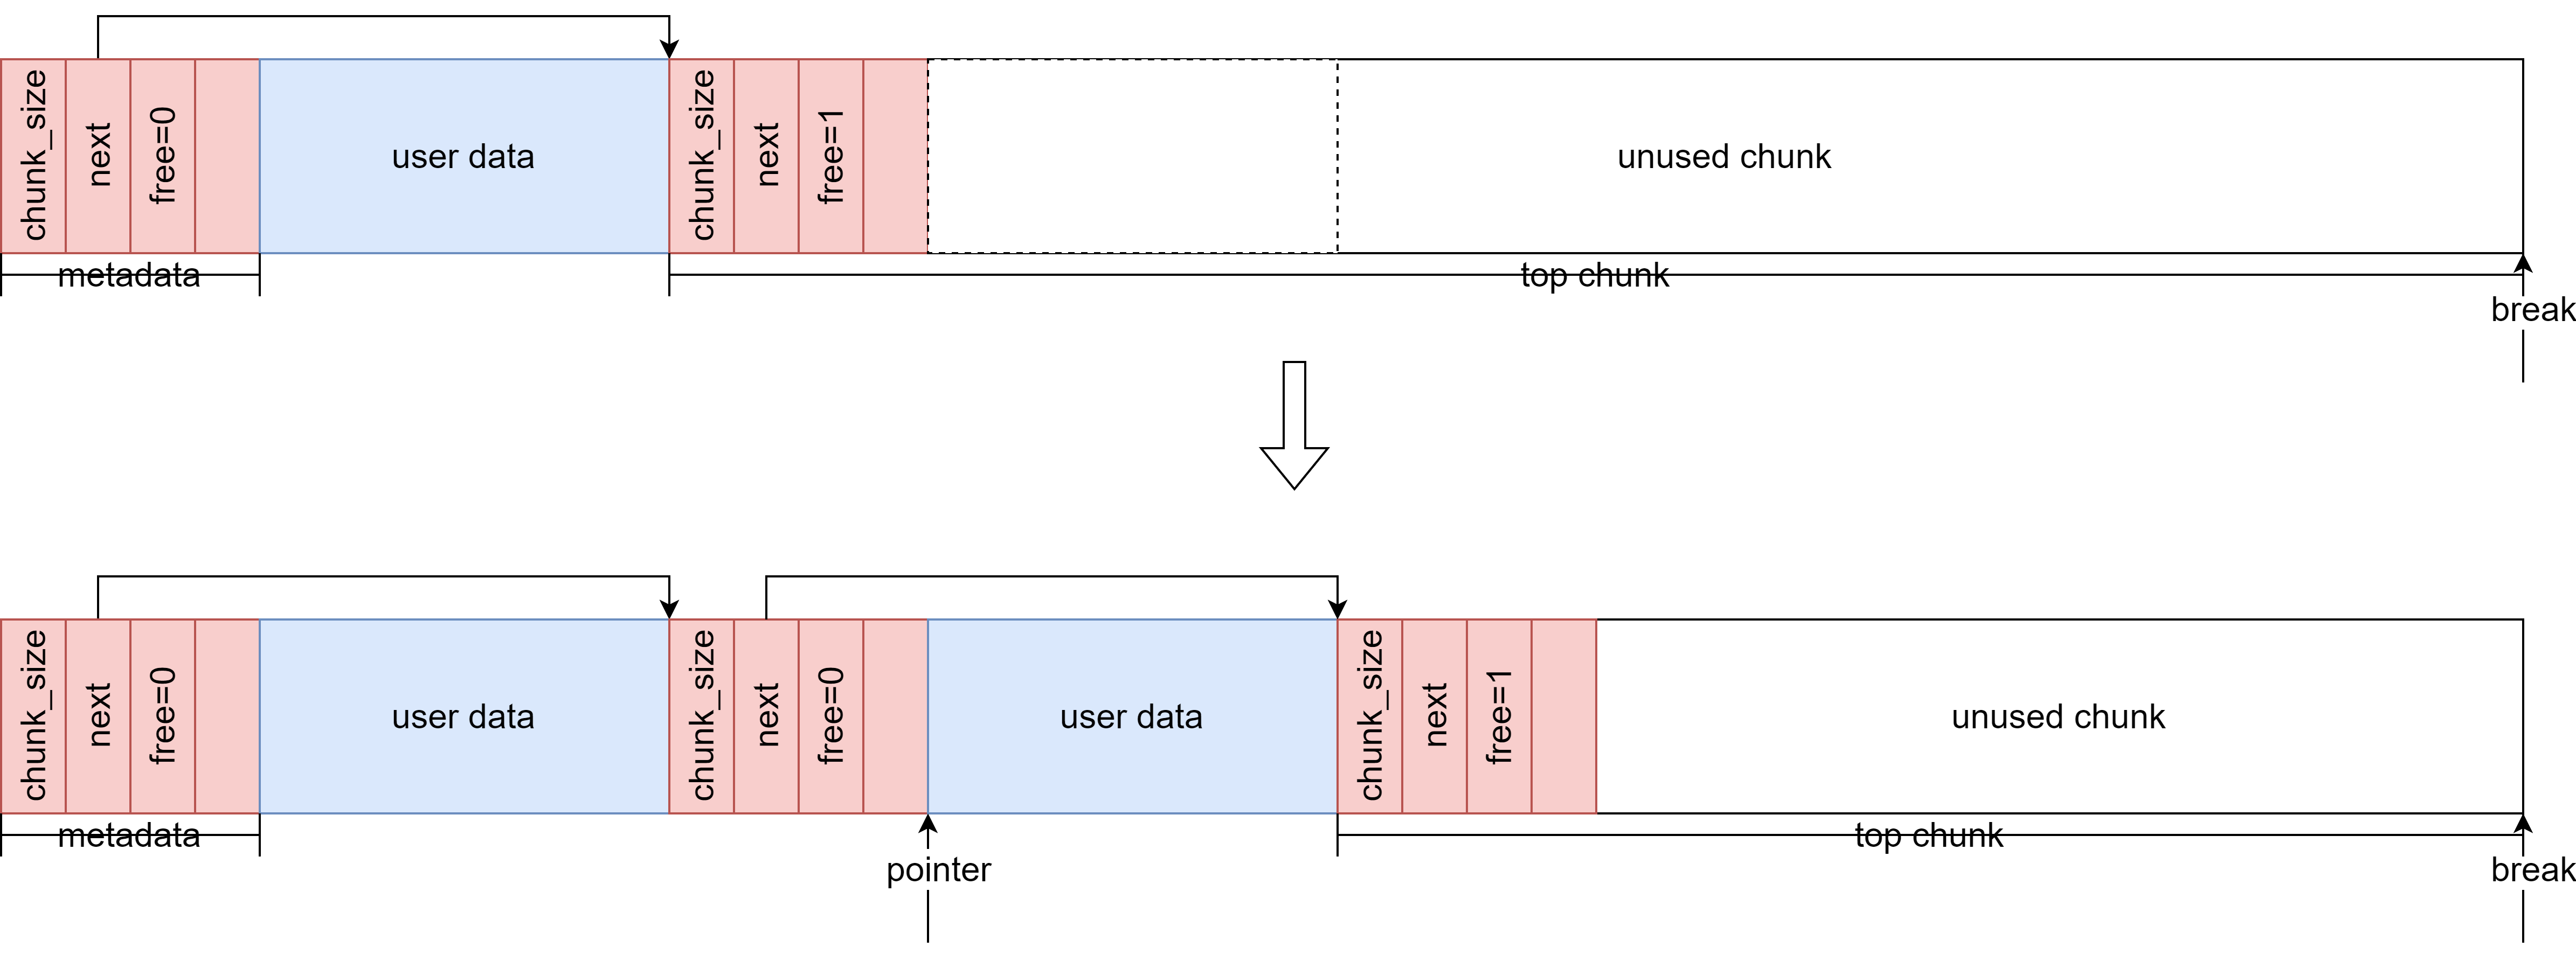 chunk_size
next
free=0
user data
chunk_size
next
free=1
unused chunk
metadata
top chunk
break
chunk_size
next
free=0
user data
chunk_size
next
free=0
user data
chunk_size
next
free=1
unused chunk
metadata
top chunk
pointer
break